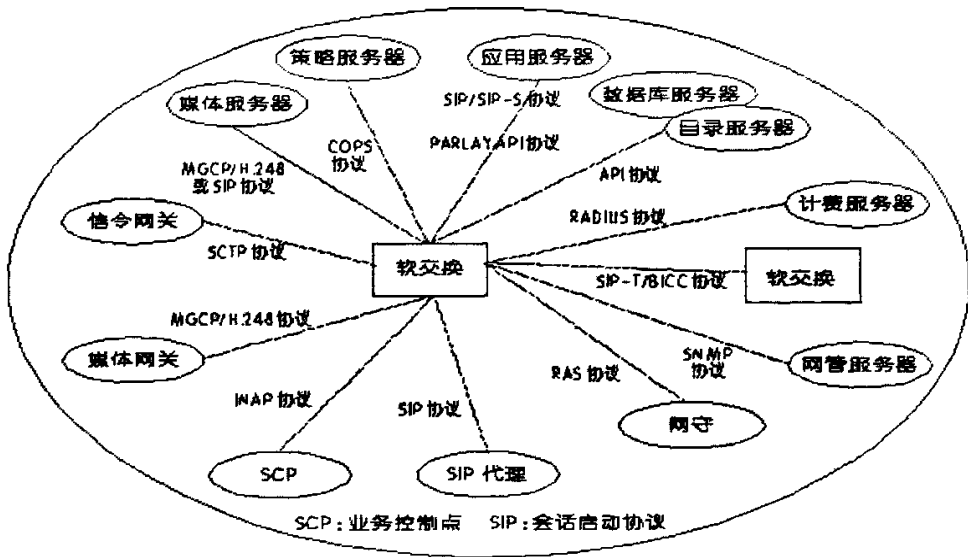 策略服务器
应用服务器
媒体服务器
SIP/SIP-S协议
数据库服务器
目录服务器
COPS
协议
PARLAYAPI协议
MGCP/H.248
或SIP协议
API协议
信令网关
RADIUS协议
计费服务器
SCTP协议
软交换
SIP-T/BICC协议
软交换
MGCP/H.248协议
媒体网关
SNMP
协议
网管服务器
INAP协议
SIP协议
RAS协议
网守
SCP
SIP 代理
SCP:业务控制点 SIP:会话启动协议